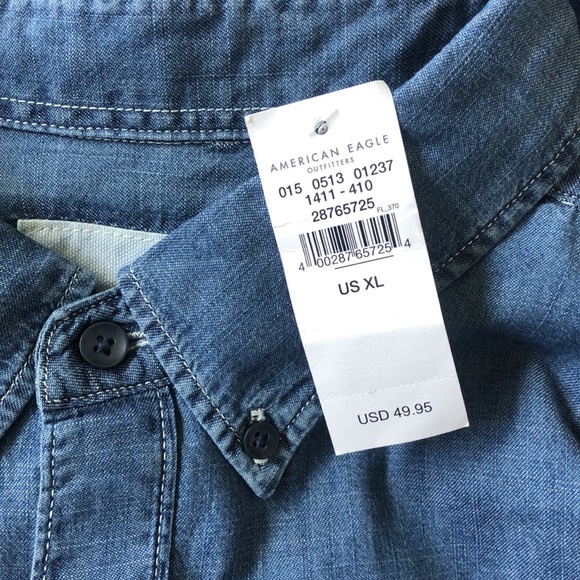 AMERICAN EAGLE
OUTFITTERS
015 0513 01237
1411 - 410
28765725
FL_370
4 00287 65725 4
US XL
USD 49.95